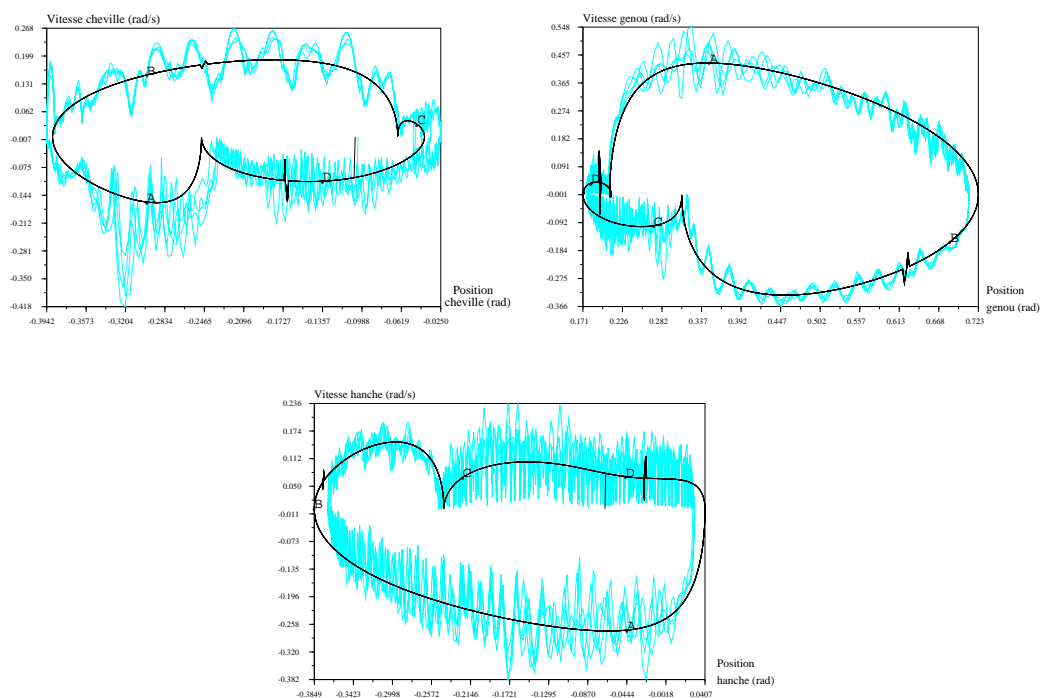 Vitesse cheville (rad/s)
0.268
0.199
0.131
0.062
-0.007
-0.075
-0.144
-0.212
-0.281
-0.350
-0.418
B
C
A
D
Position
cheville (rad)
-0.3942 -0.3573 -0.3204 -0.2834 -0.2465 -0.2096 -0.1727 -0.1357 -0.0988 -0.0619 -0.0250
Vitesse genou (rad/s)
0.548
0.457
0.365
0.274
0.182
0.091
-0.001
-0.092
-0.184
-0.275
-0.366
A
D
C
B
Position
genou (rad)
0.171 0.226 0.282 0.337 0.392 0.447 0.502 0.557 0.613 0.668 0.723
Vitesse hanche (rad/s)
0.236
0.174
0.112
0.050
-0.011
-0.073
-0.135
-0.196
-0.258
-0.320
-0.382
C
D
B
A
Position
hanche (rad)
-0.3849 -0.3423 -0.2998 -0.2572 -0.2146 -0.1721 -0.1295 -0.0870 -0.0444 -0.0018 0.0407